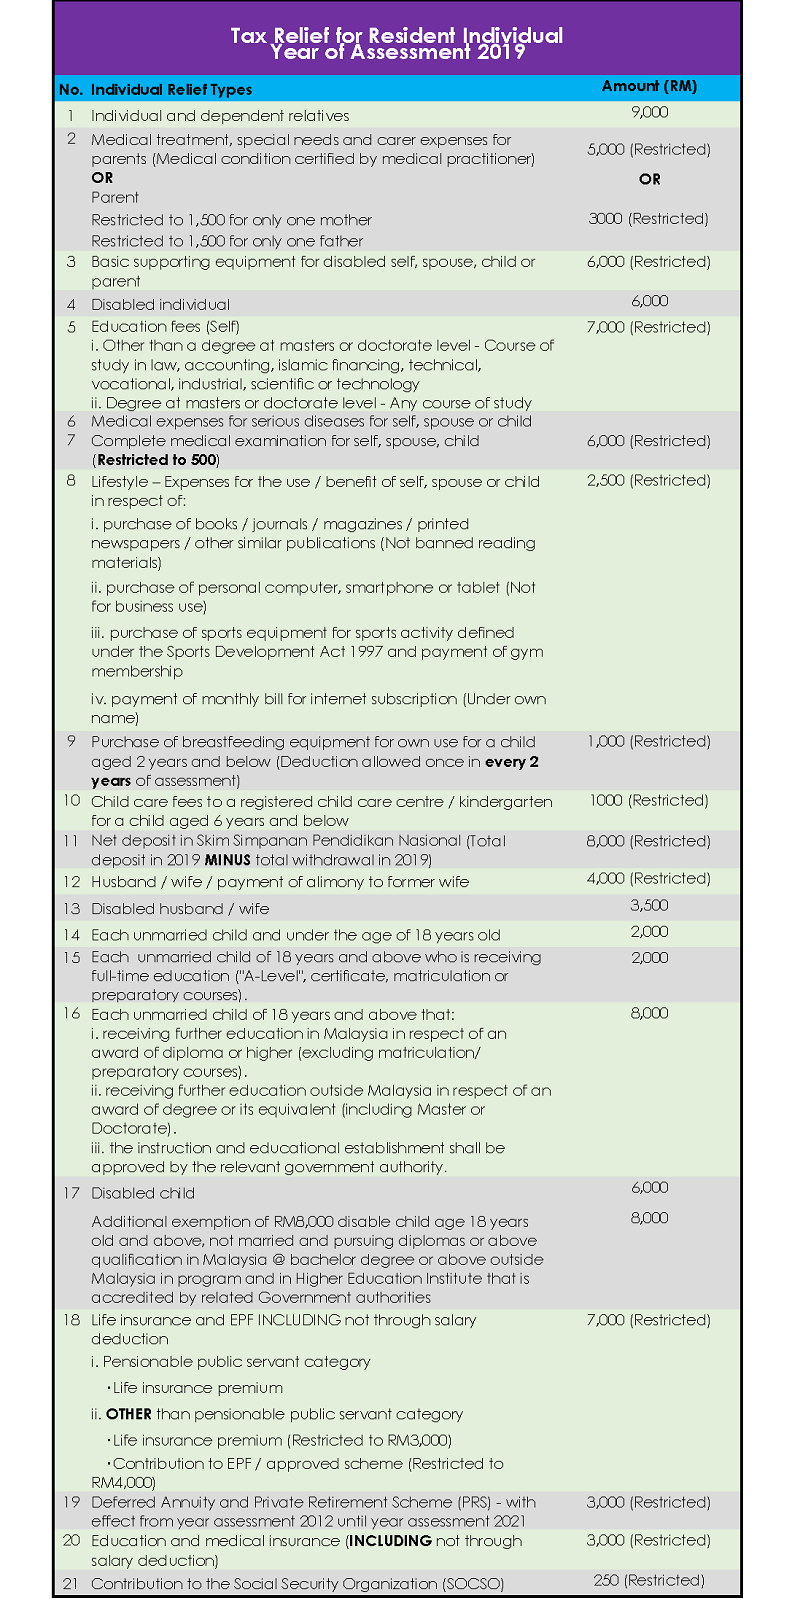 Tax Relief for Resident Individual
Year of Assessment 2019
No. Individual Relief Types Amount (RM)
1 Individual and dependent relatives 9,000
2 Medical treatment, special needs and carer expenses for
parents (Medical condition certified by medical practitioner) 5,000 (Restricted)
OR OR
Parent
Restricted to 1,500 for only one mother 3000 (Restricted)
Restricted to 1,500 for only one father
3 Basic supporting equipment for disabled self, spouse, child or 6,000 (Restricted)
parent
4 Disabled individual 6,000
5 Education fees (Self) 7,000 (Restricted)
i. Other than a degree at masters or doctorate level - Course of
study in law, accounting, islamic financing, technical,
vocational, industrial, scientific or technology
ii. Degree at masters or doctorate level - Any course of study
6 Medical expenses for serious diseases for self, spouse or child
7 Complete medical examination for self, spouse, child 6,000 (Restricted)
(Restricted to 500)
8 Lifestyle – Expenses for the use / benefit of self, spouse or child 2,500 (Restricted)
in respect of:
i. purchase of books / journals / magazines / printed
newspapers / other similar publications (Not banned reading
materials)
ii. purchase of personal computer, smartphone or tablet (Not
for business use)
iii. purchase of sports equipment for sports activity defined
under the Sports Development Act 1997 and payment of gym
membership
iv. payment of monthly bill for internet subscription (Under own
name)
9 Purchase of breastfeeding equipment for own use for a child 1,000 (Restricted)
aged 2 years and below (Deduction allowed once in every 2
years of assessment)
10 Child care fees to a registered child care centre / kindergarten 1000 (Restricted)
for a child aged 6 years and below
11 Net deposit in Skim Simpanan Pendidikan Nasional (Total 8,000 (Restricted)
deposit in 2019 MINUS total withdrawal in 2019)
12 Husband / wife / payment of alimony to former wife 4,000 (Restricted)
13 Disabled husband / wife 3,500
14 Each unmarried child and under the age of 18 years old 2,000
15 Each unmarried child of 18 years and above who is receiving 2,000
full-time education ("A-Level", certificate, matriculation or
preparatory courses).
16 Each unmarried child of 18 years and above that: 8,000
i. receiving further education in Malaysia in respect of an
award of diploma or higher (excluding matriculation/
preparatory courses).
ii. receiving further education outside Malaysia in respect of an
award of degree or its equivalent (including Master or
Doctorate).
iii. the instruction and educational establishment shall be
approved by the relevant government authority.
17 Disabled child 6,000
Additional exemption of RM8,000 disable child age 18 years 8,000
old and above, not married and pursuing diplomas or above
qualification in Malaysia @ bachelor degree or above outside
Malaysia in program and in Higher Education Institute that is
accredited by related Government authorities
18 Life insurance and EPF INCLUDING not through salary 7,000 (Restricted)
deduction
i. Pensionable public servant category
·Life insurance premium
ii. OTHER than pensionable public servant category
·Life insurance premium (Restricted to RM3,000)
·Contribution to EPF / approved scheme (Restricted to
RM4,000)
19 Deferred Annuity and Private Retirement Scheme (PRS) - with 3,000 (Restricted)
effect from year assessment 2012 until year assessment 2021
20 Education and medical insurance (INCLUDING not through 3,000 (Restricted)
salary deduction)
21 Contribution to the Social Security Organization (SOCSO) 250 (Restricted)